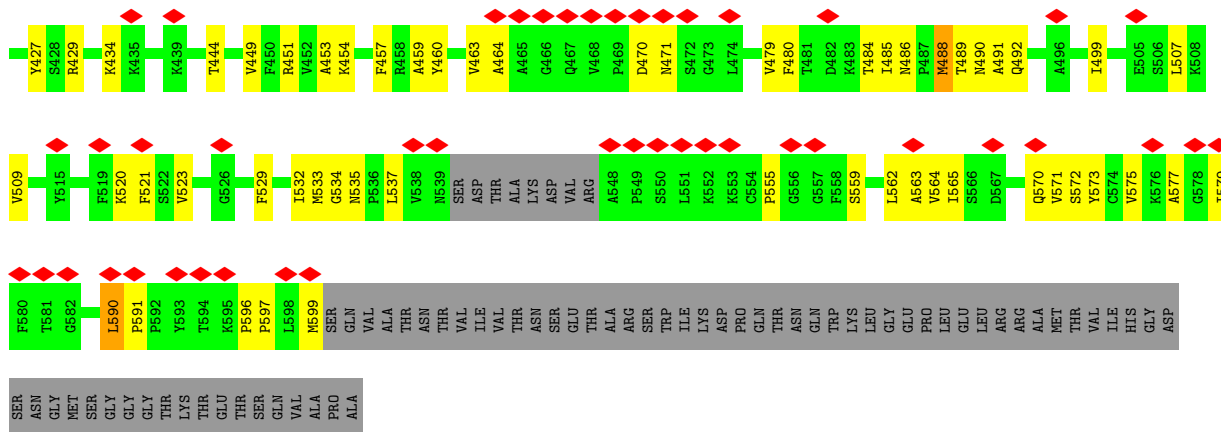 Y427 S428 R429 K434 K435 K439 T444 V449 F450 R451 V452 A453 K454 F457 R458 A459 Y460 V463 A464 A465 G466 Q467 V468 P469 D470 N471 S472 G473 L474 V479 F480 T481 D482 K483 T484 I485 N486 P487 M488 T489 N490 A491 Q492 A496 I499 E505 S506 L507 K508
V509 Y515 F519 K520 F521 S522 V523 G526 F529 I532 M533 G534 N535 P536 L537 V538 N539 SER ASP THR ALA LYS ASP VAL ARG A548 P549 S550 L551 K552 K553 C554 P555 G556 G557 F558 S559 L562 A563 V564 I565 S566 D567 Q570 V571 S572 Y573 C574 V575 K576 A577 G578
F580 T581 G582 L590 P591 P592 Y593 T594 K595 P596 P597 L598 M599 SER GLN VAL ALA THR ASN THR VAL ILE VAL THR ASN SER GLU THR ALA ARG SER TRP ILE LYS ASP PRO GLN THR ASN GLN TRP LYS LEU GLY GLU PRO LEU GLU LEU ARG ARG ALA MET THR VAL ILE HIS GLY ASP
SER ASN GLY MET SER GLY GLY GLY THR LYS THR GLU THR SER GLN VAL ALA PRO ALA